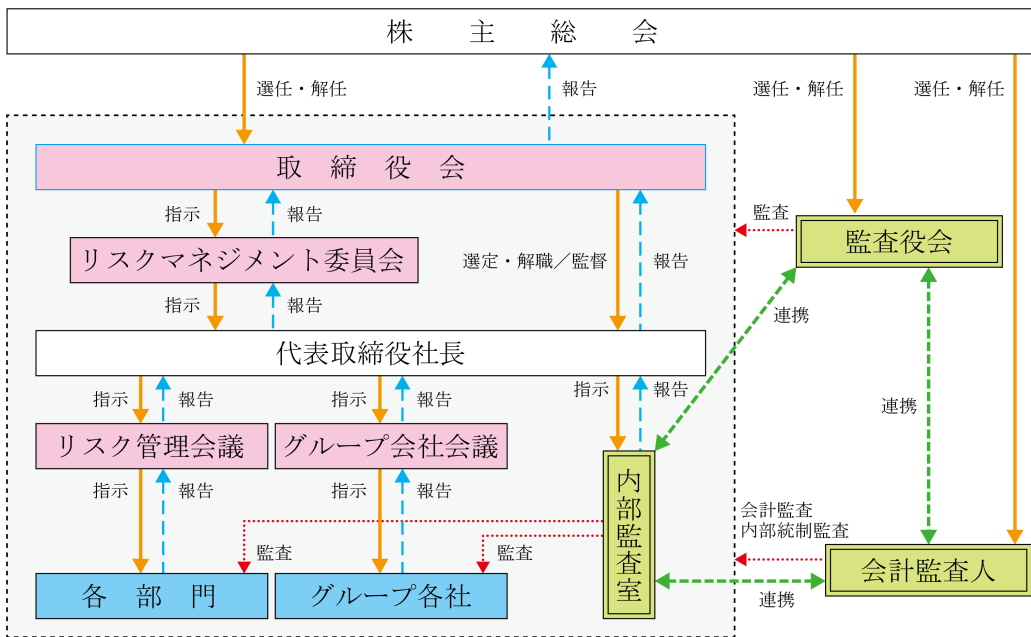 株主総会
選任・解任
報告
選任・解任
選任・解任
取締役会
指示
報告
監査
監査役会
リスクマネジメント委員会
選定・解職／監督
報告
指示
報告
連携
代表取締役社長
指示
報告
指示
報告
指示
報告
連携
リスク管理会議
グループ会社会議
内部監査室
指示
報告
指示
報告
会計監査
内部統制監査
監査
監査
会計監査人
各部門
グループ各社
連携